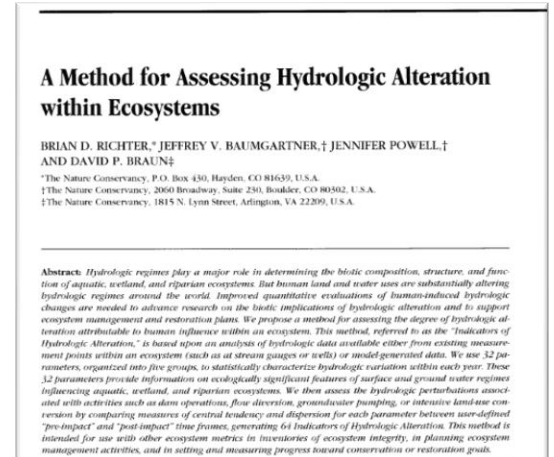 A Method for Assessing Hydrologic Alteration
within Ecosystems
BRIAN D. RICHTER,* JEFFREY V. BAUMGARTNER,† JENNIFER POWELL,†
AND DAVID P. BRAUN‡
*The Nature Conservancy, P.O. Box 430, Hayden, CO 81639, U.S.A.
†The Nature Conservancy, 2060 Broadway, Suite 230, Boulder, CO 80302, U.S.A.
‡The Nature Conservancy, 1815 N. Lynn Street, Arlington, VA 22209, U.S.A.
Abstract: Hydrologic regimes play a major role in determining the biotic composition, structure, and func-
tion of aquatic, wetland, and riparian ecosystems. But human land and water uses are substantially altering
hydrologic regimes around the world. Improved quantitative evaluations of human-induced hydrologic
changes are needed to advance research on the biotic implications of hydrologic alteration and to support
ecosystem management and restoration plans. We propose a method for assessing the degree of hydrologic al-
teration attributable to human influence within an ecosystem. This method, referred to as the "Indicators of
Hydrologic Alteration," is based upon an analysis of hydrologic data available either from existing measure-
ment points within an ecosystem (such as at stream gauges or wells) or model-generated data. We use 32 pa-
rameters, organized into five groups, to statistically characterize hydrologic variation within each year. These
32 parameters provide information on ecologically significant features of surface and ground water regimes
influencing aquatic, wetland, and riparian ecosystems. We then assess the hydrologic perturbations associ-
ated with activities such as dam operations, flow diversion, groundwater pumping, or intensive land-use con-
version by comparing measures of central tendency and dispersion for each parameter between user-defined
"pre-impact" and "post-impact" time frames, generating 64 Indicators of Hydrologic Alteration. This method is
intended for use with other ecosystem metrics in inventories of ecosystem integrity, in planning ecosystem
management activities, and in setting and measuring progress toward conservation or restoration goals.